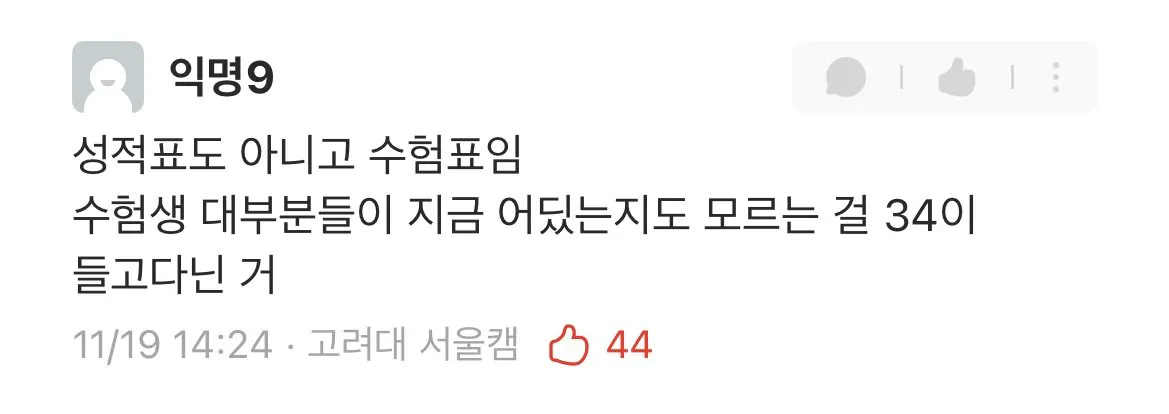 익명9
성적표도 아니고 수험표임
수험생 대부분들이 지금 어딨는지도 모르는 걸 34이
들고다닌 거
11/19 14:24 · 고려대 서울캠 44